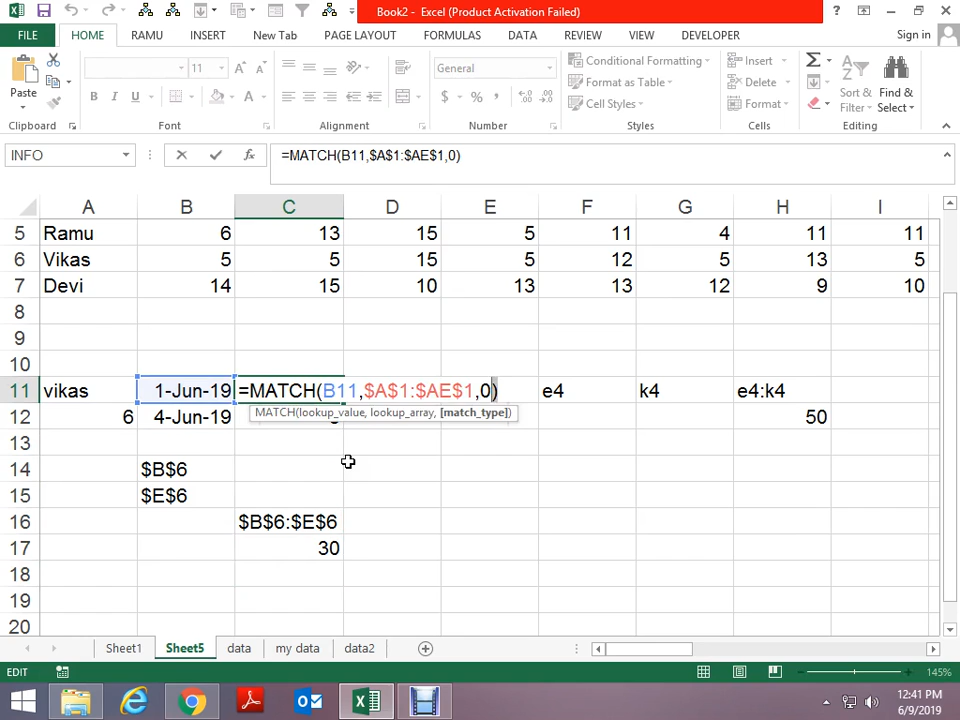 Book2 - Excel (Product Activation Failed)
?
FILE HOME RAMU INSERT New Tab PAGE LAYOUT FORMULAS DATA REVIEW VIEW DEVELOPER Sign in
Paste
11 A A
B I U A
General
$ % ,
Conditional Formatting
Format as Table
Cell Styles
Insert
Delete
Format
Sort & Filter
Find & Select
Clipboard Font Alignment Number Styles Cells Editing
INFO fx =MATCH(B11,$A$1:$AE$1,0)
A B C D E F G H I
5 Ramu 6 13 15 5 11 4 11 11
6 Vikas 5 5 15 5 12 5 13 5
7 Devi 14 15 10 13 13 12 9 10
8
9
10
11 vikas 1-Jun-19 =MATCH(B11,$A$1:$AE$1,0) e4 k4 e4:k4
MATCH(lookup_value, lookup_array, [match_type])
12 6 4-Jun-19 50
13
14 $B$6
15 $E$6
16 $B$6:$E$6
17 30
18
19
20
Sheet1 Sheet5 data my data data2
EDIT 145%
12:41 PM
6/9/2019